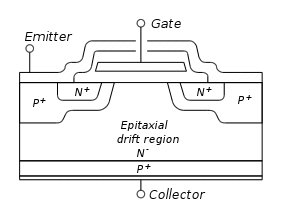 Gate
Emitter
P+ N+ N+ P+
Epitaxial
drift region
N-
P+
Collector